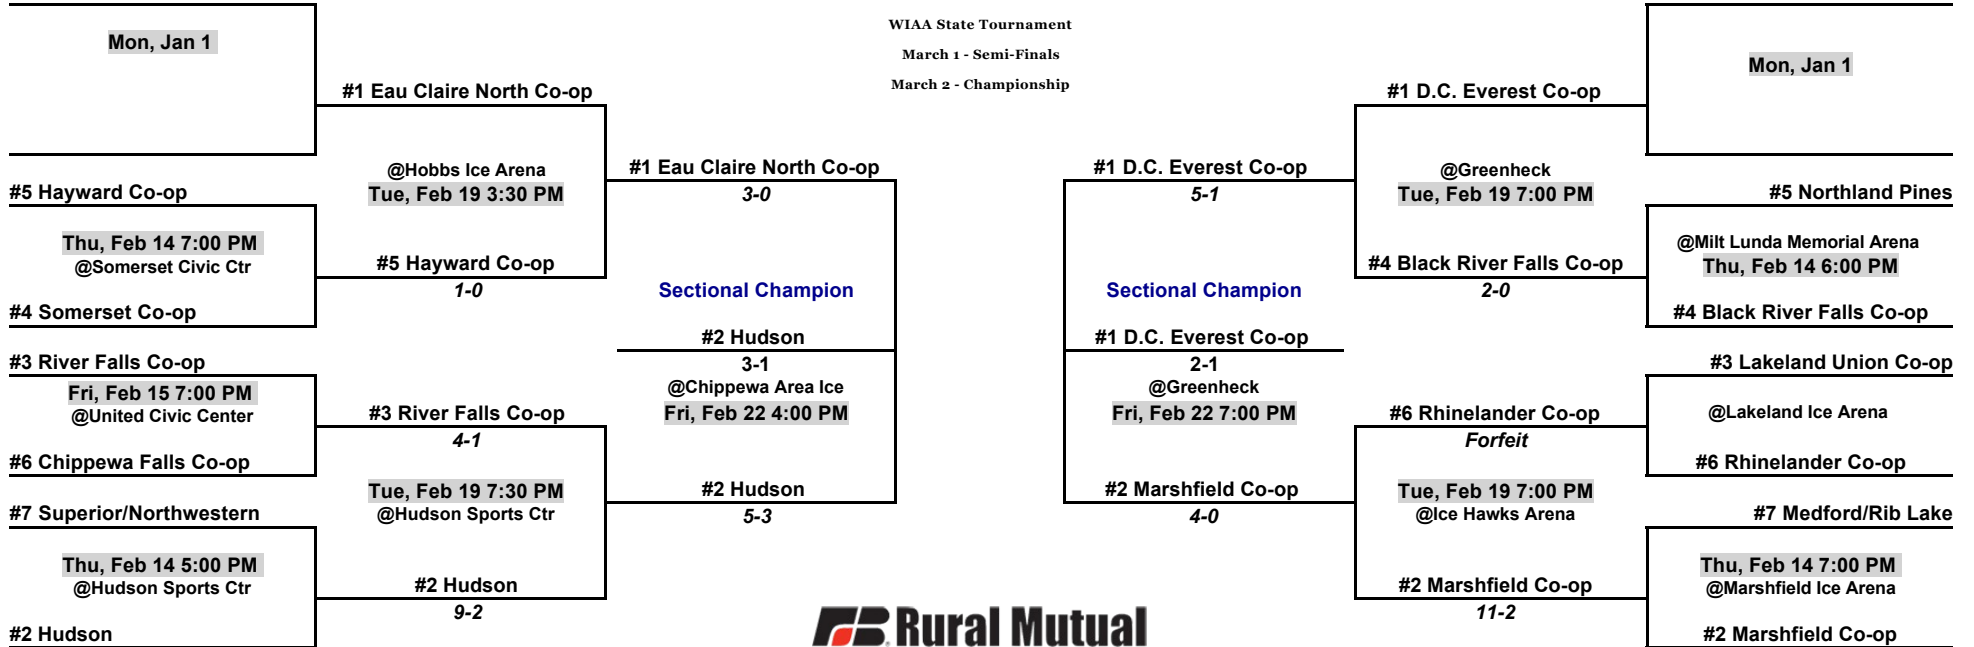 WIAA State Tournament
March 1 - Semi-Finals
March 2 - Championship
Mon, Jan 1
#1 Eau Claire North Co-op
@Hobbs Ice Arena
Tue, Feb 19 3:30 PM
#1 Eau Claire North Co-op
3-0
#5 Hayward Co-op
Thu, Feb 14 7:00 PM
@Somerset Civic Ctr
#5 Hayward Co-op
1-0
#4 Somerset Co-op
Sectional Champion
#2 Hudson
3-1
@Chippewa Area Ice
Fri, Feb 22 4:00 PM
#3 River Falls Co-op
Fri, Feb 15 7:00 PM
@United Civic Center
#3 River Falls Co-op
4-1
#6 Chippewa Falls Co-op
Tue, Feb 19 7:30 PM
@Hudson Sports Ctr
#2 Hudson
5-3
#7 Superior/Northwestern
Thu, Feb 14 5:00 PM
@Hudson Sports Ctr
#2 Hudson
9-2
#2 Hudson
Mon, Jan 1
#1 D.C. Everest Co-op
#1 D.C. Everest Co-op
5-1
@Greenheck
Tue, Feb 19 7:00 PM
#5 Northland Pines
@Milt Lunda Memorial Arena
Thu, Feb 14 6:00 PM
#4 Black River Falls Co-op
2-0
#4 Black River Falls Co-op
Sectional Champion
#1 D.C. Everest Co-op
2-1
@Greenheck
Fri, Feb 22 7:00 PM
#3 Lakeland Union Co-op
@Lakeland Ice Arena
#6 Rhinelander Co-op
Forfeit
#6 Rhinelander Co-op
#2 Marshfield Co-op
4-0
Tue, Feb 19 7:00 PM
@Ice Hawks Arena
#7 Medford/Rib Lake
Thu, Feb 14 7:00 PM
@Marshfield Ice Arena
#2 Marshfield Co-op
11-2
#2 Marshfield Co-op
Rural Mutual